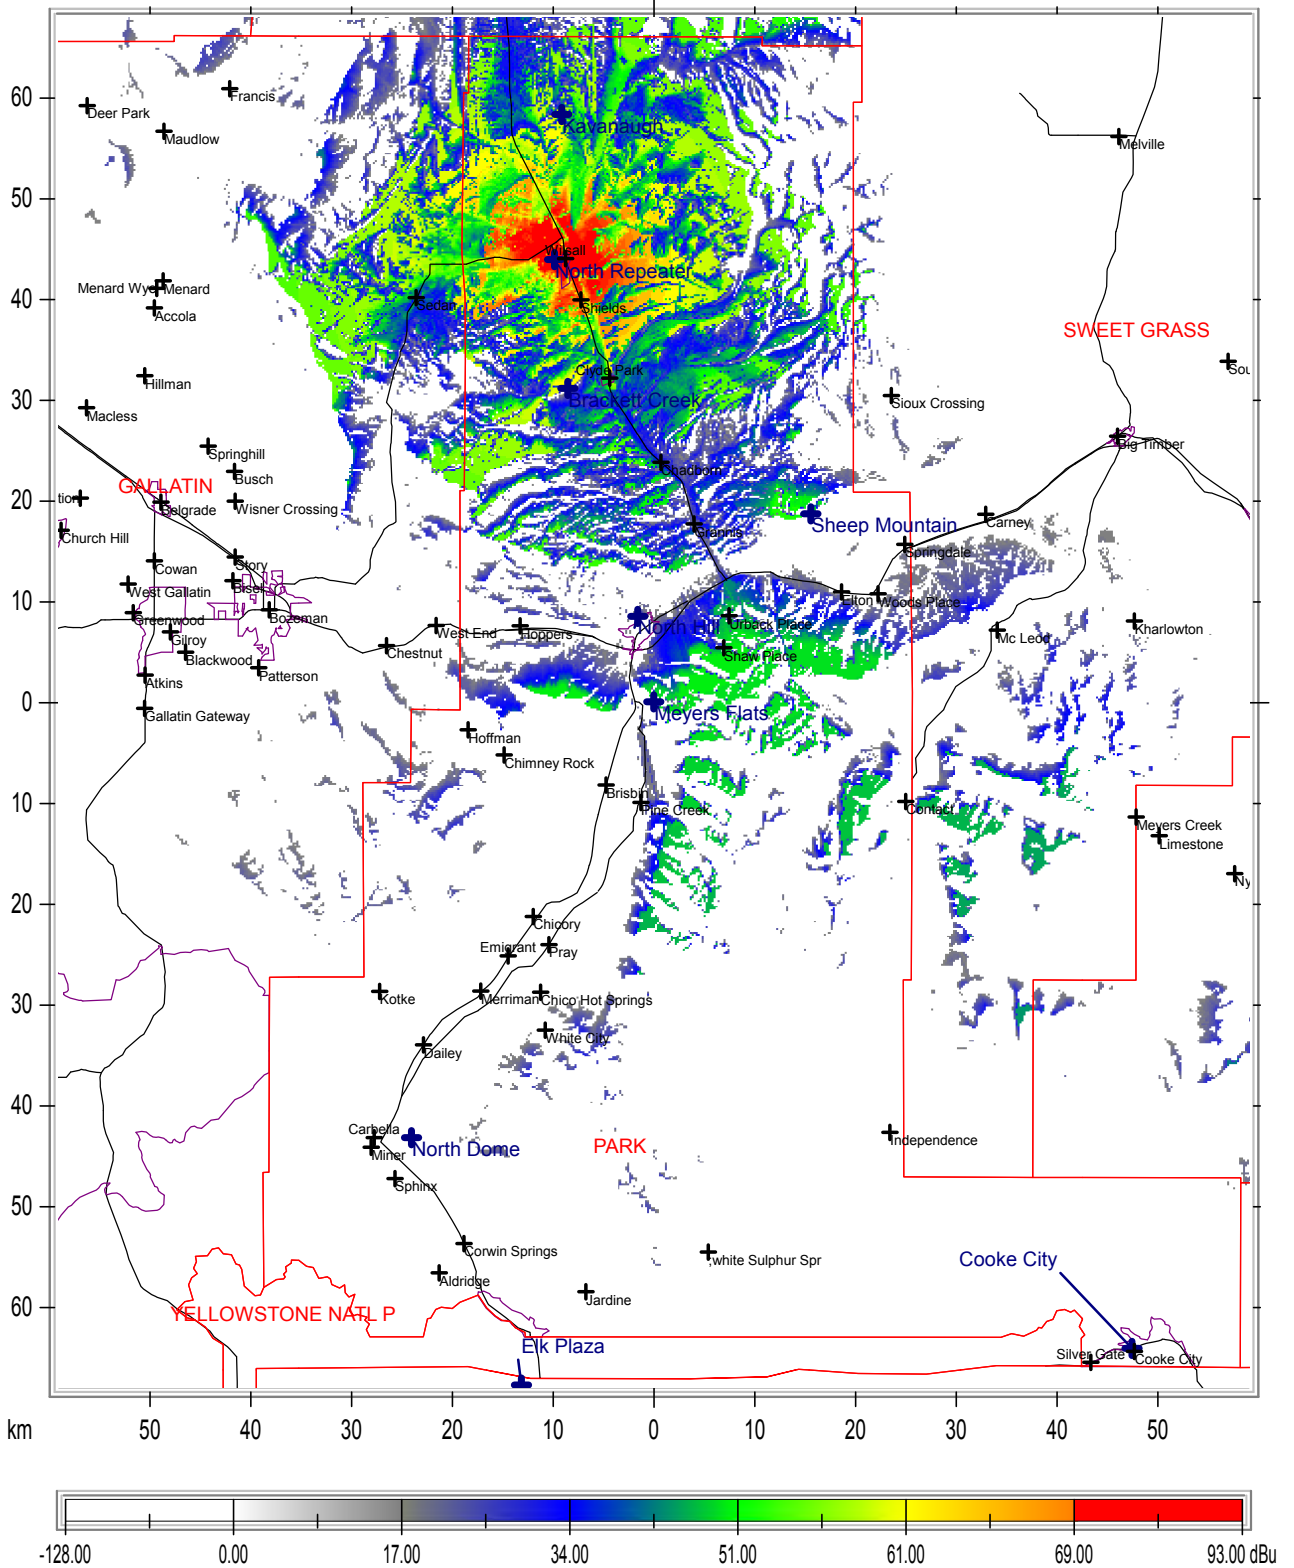 60
50
40
30
20
10
0
10
20
30
40
50
60
km
50
40
30
20
10
0
10
20
30
40
50
Deer Park
Francis
Maudlow
Kavanaugh
Melville
Wilsall
North Repeater
Menard
Accola
Sedan
Shields
SWEET GRASS
Hillman
Clyde Park
Brackett Creek
Macless
Sioux Crossing
Springhill
Big Timber
Busch
Chadborn
GALLATIN
Belgrade
Wisner Crossing
Sheep Mountain
Carney
Church Hill
Grannis
Springdale
Story
Cowan
West Gallatin
Elton
Woods Place
Greenwood
Bozeman
North Hill
Urback Place
Kharlowton
Gilroy
West End
Hoppers
Mc Leod
Blackwood
Chestnut
Shaw Place
Patterson
Atkins
Gallatin Gateway
Meyers Flats
Hoffman
Chimney Rock
Brisbin
Pine Creek
Contact
Meyers Creek
Limestone
Ny
Chicory
Emigrant
Pray
Kotke
Merriman
Chico Hot Springs
White City
Dailey
Carbella
North Dome
Miner
PARK
Independence
Sphinx
Corwin Springs
white Sulphur Spr
Cooke City
Aldridge
Jardine
YELLOWSTONE NATL P
Elk Plaza
Silver Gate
Cooke City
-128.00
0.00
17.00
34.00
51.00
61.00
69.00
93.00 dBu